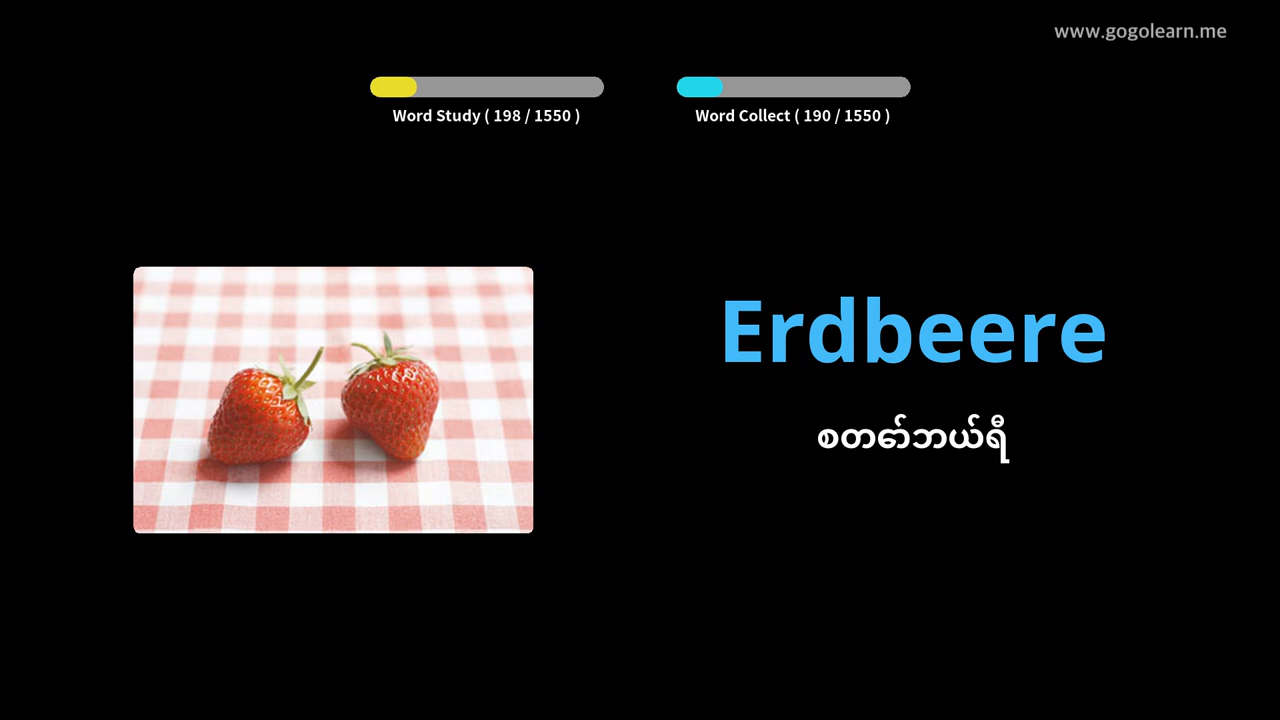 www.gogolearn.me
Word Study ( 198 / 1550 )
Word Collect ( 190 / 1550 )
Erdbeere
စတော်ဘယ်ရီ